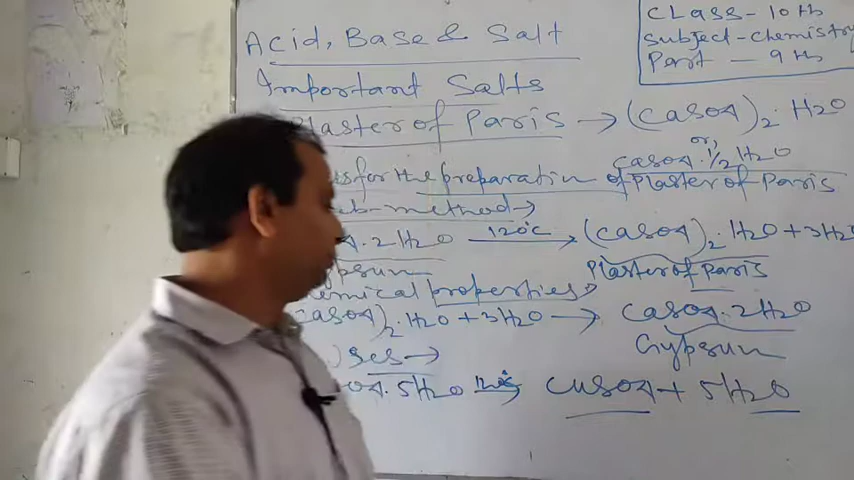 Acid, Base & Salt
Class - 10th
Subject - Chemistry
Part - 9th
Important Salts
Plaster of Paris → (CaSO4)2·H2O
or,
CaSO4·1/2 H2O
for the preparation of Plaster of Paris
method →
·2H2O 120°C → (CaSO4)2·H2O + 3H2O
Plaster of Paris
Chemical properties →
(CaSO4)2·H2O + 3H2O → CaSO4·2H2O
Gypsum
·5H2O → CuSO4 + 5H2O